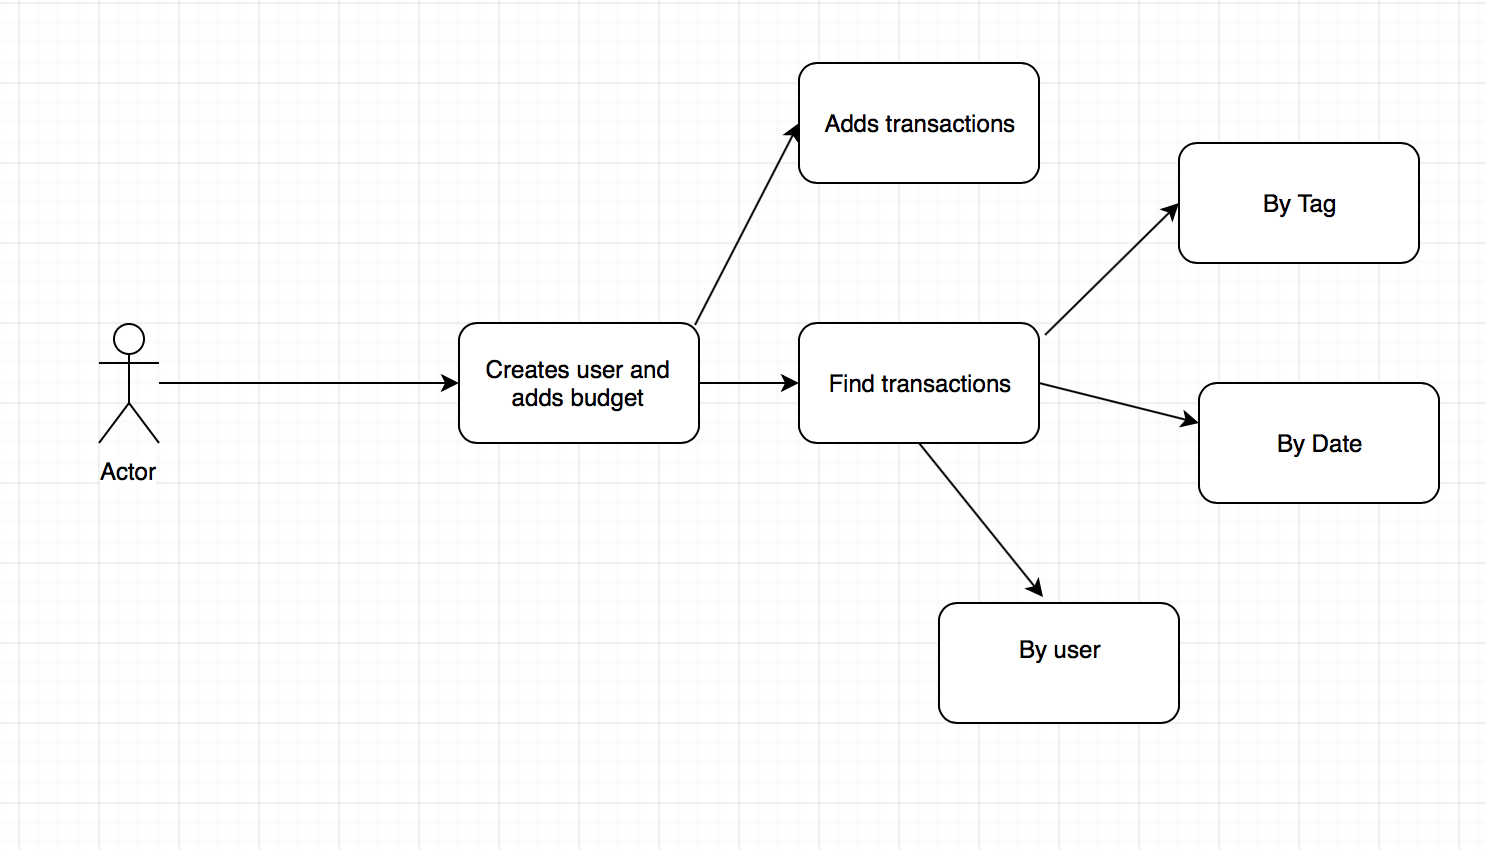 Adds transactions
By Tag
Creates user and
adds budget
Find transactions
By Date
Actor
By user